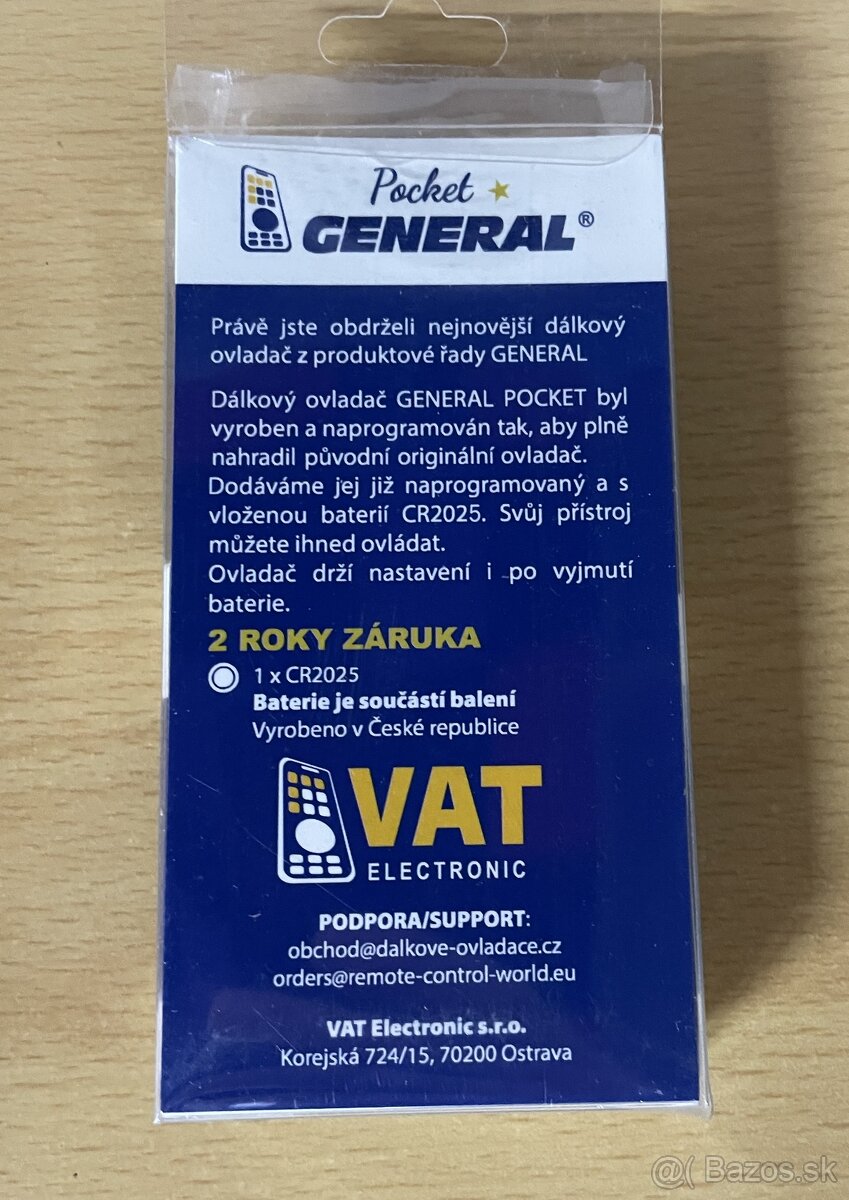 Pocket
GENERAL®
Právě jste obdrželi nejnovější dálkový
ovladač z produktové řady GENERAL
Dálkový ovladač GENERAL POCKET byl
vyroben a naprogramován tak, aby plně
nahradil původní originální ovladač.
Dodáváme jej již naprogramovaný a s
vloženou baterií CR2025. Svůj přístroj
můžete ihned ovládat.
Ovladač drží nastavení i po vyjmutí
baterie.
2 ROKY ZÁRUKA
1 x CR2025
Baterie je součástí balení
Vyrobeno v České republice
VAT
ELECTRONIC
PODPORA/SUPPORT:
obchod@dalkove-ovladace.cz
orders@remote-control-world.eu
VAT Electronic s.r.o.
Korejská 724/15, 70200 Ostrava
@( Bazos.sk